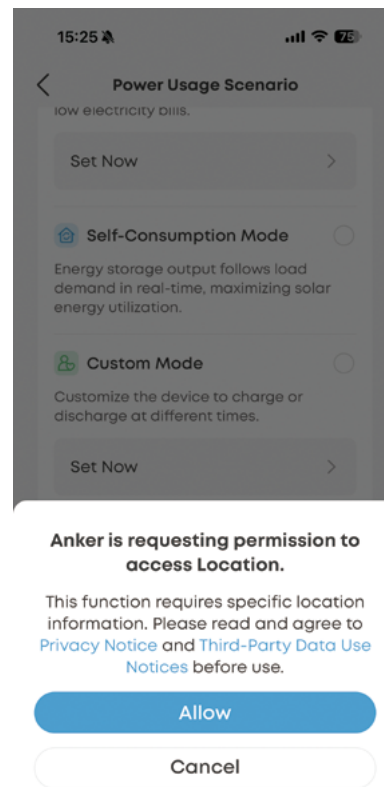 15:25
75
Power Usage Scenario
low electricity bills.
Set Now
Self-Consumption Mode
Energy storage output follows load
demand in real-time, maximizing solar
energy utilization.
Custom Mode
Customize the device to charge or
discharge at different times.
Set Now
Anker is requesting permission to
access Location.
This function requires specific location
information. Please read and agree to
Privacy Notice and Third-Party Data Use
Notices before use.
Allow
Cancel